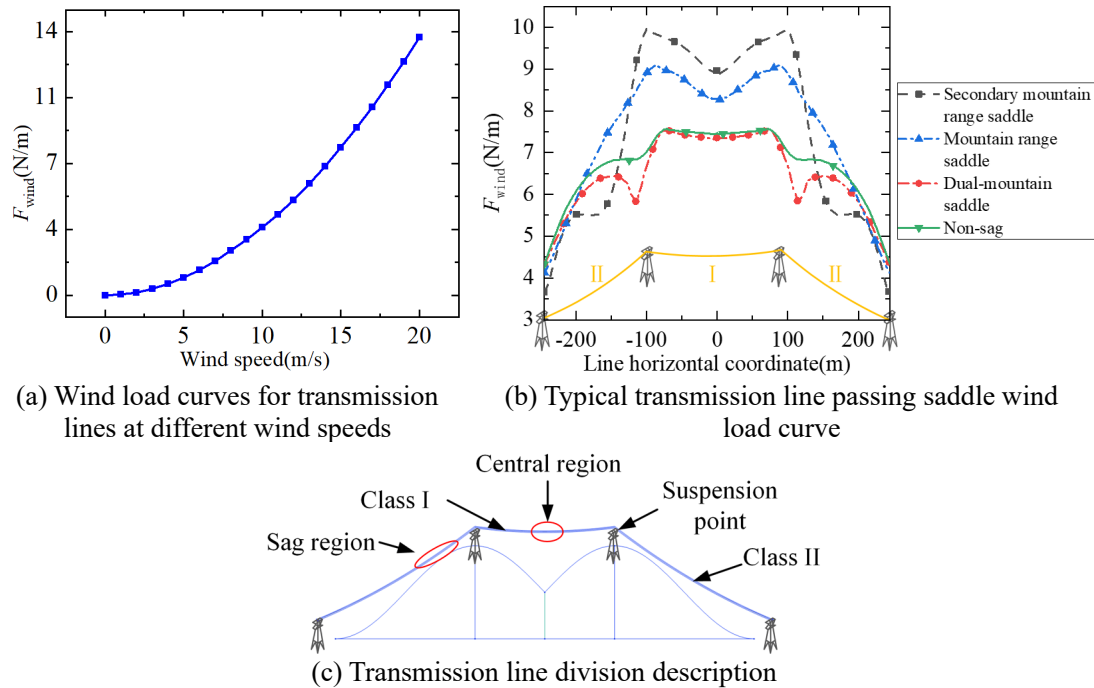 (a)
14
11
7
4
0
F_wind(N/m)
0 5 10 15 20
Wind speed(m/s)
(a) Wind load curves for transmission
lines at different wind speeds
(b)
10
9
8
7
6
5
4
3
F_wind(N/m)
II I II
-200 -100 0 100 200
Line horizontal coordinate(m)
Secondary mountain
range saddle
Mountain range
saddle
Dual-mountain
saddle
Non-sag
(b) Typical transmission line passing saddle wind
load curve
Central region
Class I
Suspension
point
Sag region
Class II
(c) Transmission line division description